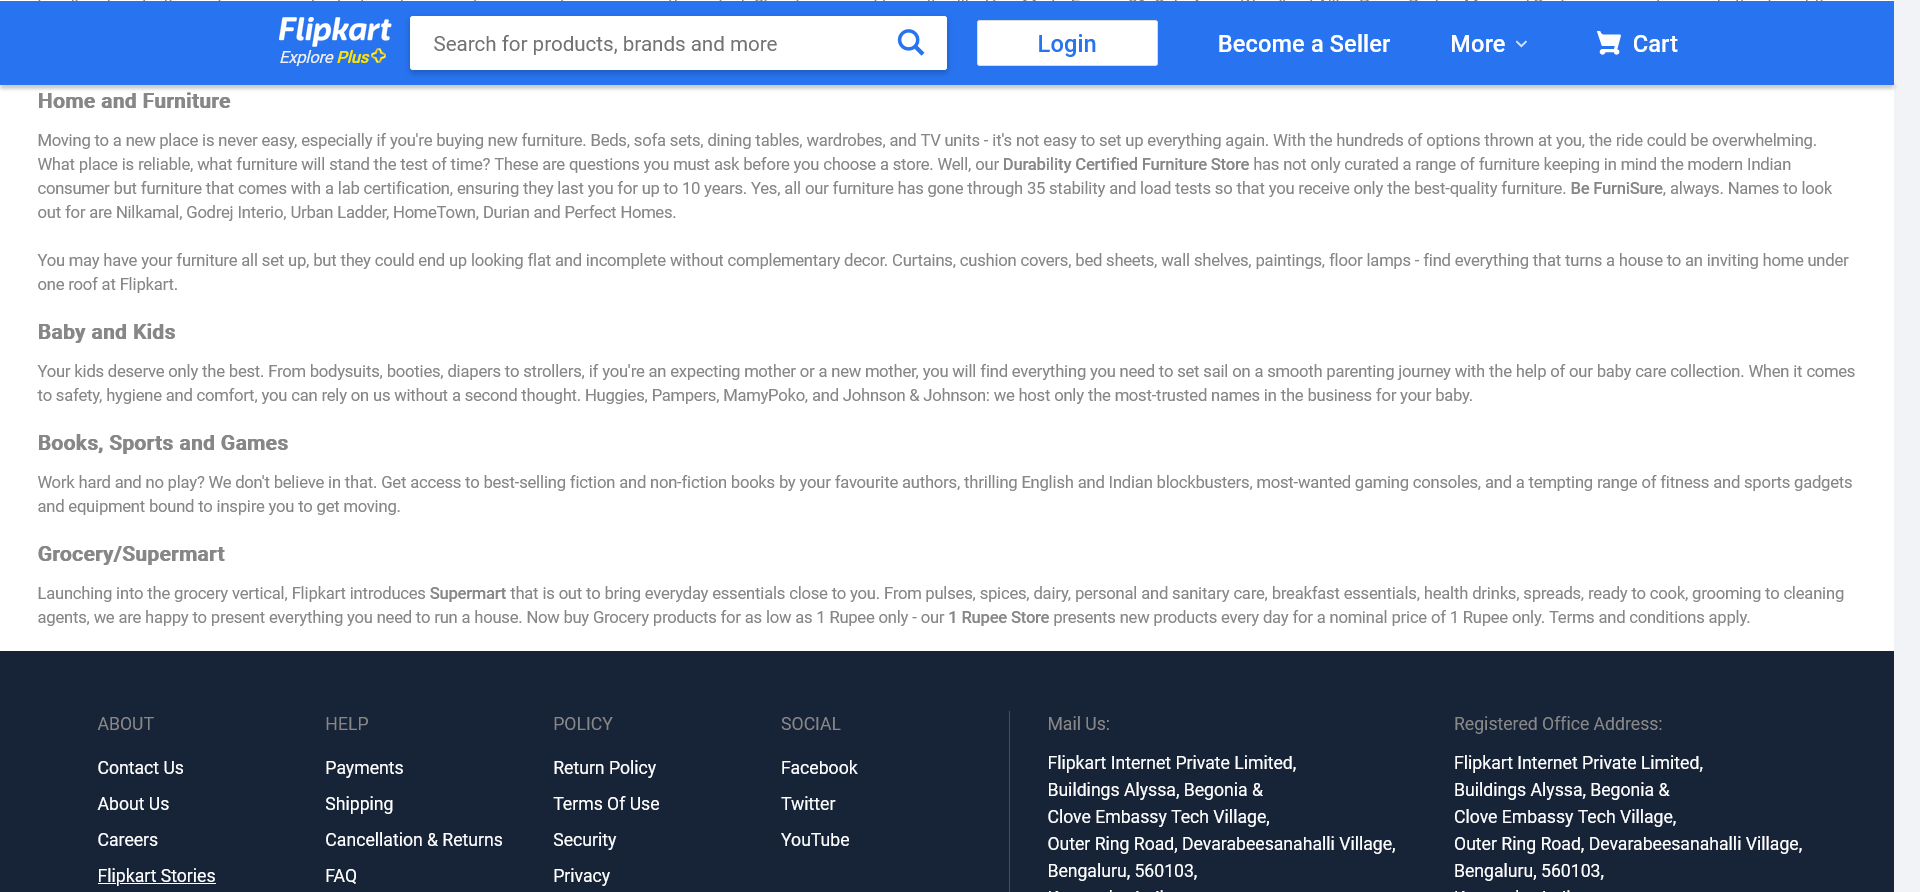 Flipkart
Explore Plus
Search for products, brands and more
Login
Become a Seller
More
Cart
Home and Furniture
Moving to a new place is never easy, especially if you're buying new furniture. Beds, sofa sets, dining tables, wardrobes, and TV units - it's not easy to set up everything again. With the hundreds of options thrown at you, the ride could be overwhelming.
What place is reliable, what furniture will stand the test of time? These are questions you must ask before you choose a store. Well, our Durability Certified Furniture Store has not only curated a range of furniture keeping in mind the modern Indian
consumer but furniture that comes with a lab certification, ensuring they last you for up to 10 years. Yes, all our furniture has gone through 35 stability and load tests so that you receive only the best-quality furniture. Be FurniSure, always. Names to look
out for are Nilkamal, Godrej Interio, Urban Ladder, HomeTown, Durian and Perfect Homes.
You may have your furniture all set up, but they could end up looking flat and incomplete without complementary decor. Curtains, cushion covers, bed sheets, wall shelves, paintings, floor lamps - find everything that turns a house to an inviting home under
one roof at Flipkart.
Baby and Kids
Your kids deserve only the best. From bodysuits, booties, diapers to strollers, if you're an expecting mother or a new mother, you will find everything you need to set sail on a smooth parenting journey with the help of our baby care collection. When it comes
to safety, hygiene and comfort, you can rely on us without a second thought. Huggies, Pampers, MamyPoko, and Johnson & Johnson: we host only the most-trusted names in the business for your baby.
Books, Sports and Games
Work hard and no play? We don't believe in that. Get access to best-selling fiction and non-fiction books by your favourite authors, thrilling English and Indian blockbusters, most-wanted gaming consoles, and a tempting range of fitness and sports gadgets
and equipment bound to inspire you to get moving.
Grocery/Supermart
Launching into the grocery vertical, Flipkart introduces Supermart that is out to bring everyday essentials close to you. From pulses, spices, dairy, personal and sanitary care, breakfast essentials, health drinks, spreads, ready to cook, grooming to cleaning
agents, we are happy to present everything you need to run a house. Now buy Grocery products for as low as 1 Rupee only - our 1 Rupee Store presents new products every day for a nominal price of 1 Rupee only. Terms and conditions apply.
ABOUT
Contact Us
About Us
Careers
Flipkart Stories
HELP
Payments
Shipping
Cancellation & Returns
FAQ
POLICY
Return Policy
Terms Of Use
Security
Privacy
SOCIAL
Facebook
Twitter
YouTube
Mail Us:
Flipkart Internet Private Limited,
Buildings Alyssa, Begonia &
Clove Embassy Tech Village,
Outer Ring Road, Devarabeesanahalli Village,
Bengaluru, 560103,
Registered Office Address:
Flipkart Internet Private Limited,
Buildings Alyssa, Begonia &
Clove Embassy Tech Village,
Outer Ring Road, Devarabeesanahalli Village,
Bengaluru, 560103,